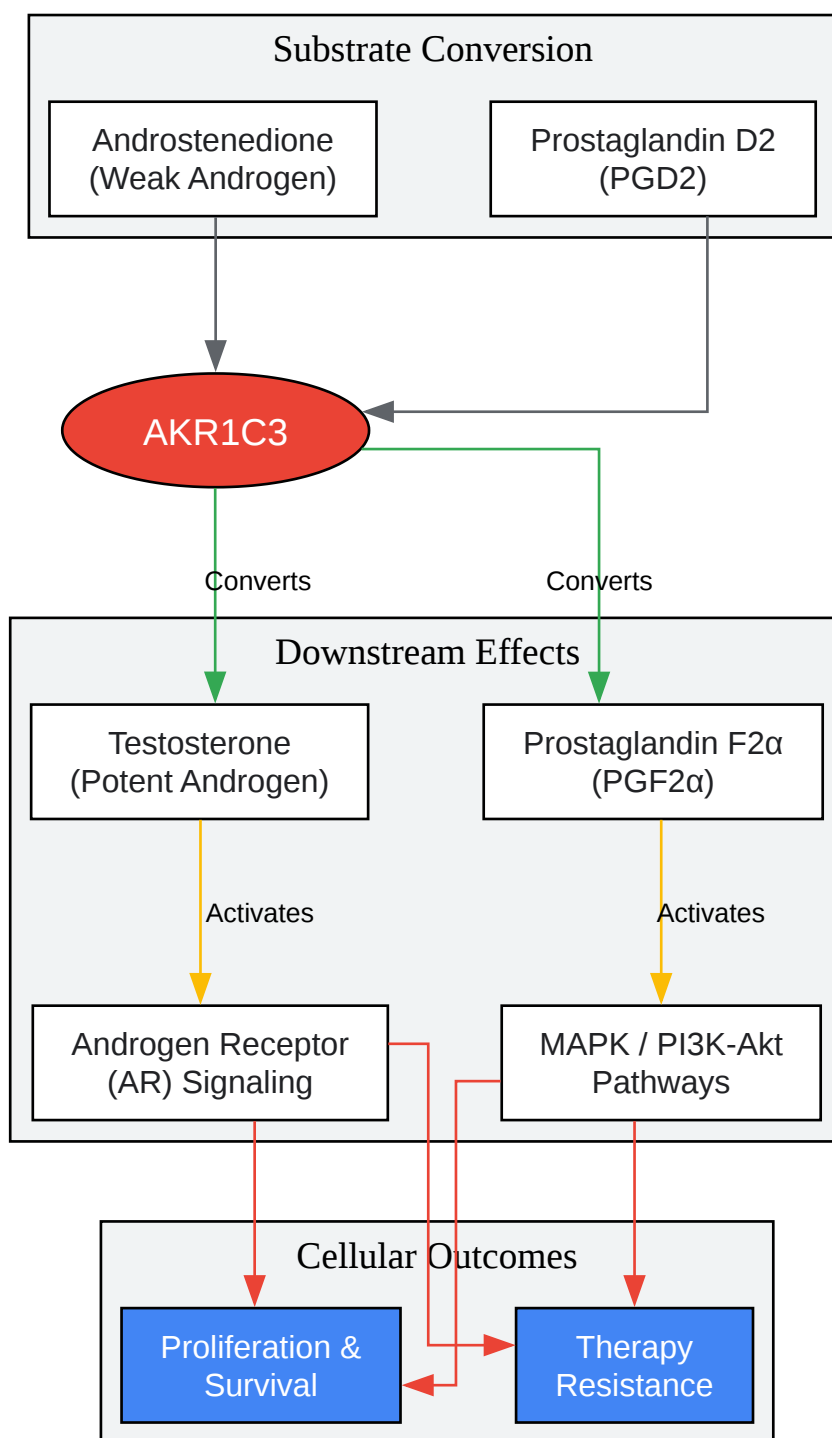 Substrate Conversion
Androstenedione
(Weak Androgen)
Prostaglandin D2
(PGD2)
AKR1C3
Converts
Converts
Downstream Effects
Testosterone
(Potent Androgen)
Prostaglandin F2α
(PGF2α)
Activates
Activates
Androgen Receptor
(AR) Signaling
MAPK / PI3K-Akt
Pathways
Cellular Outcomes
Proliferation &
Survival
Therapy
Resistance